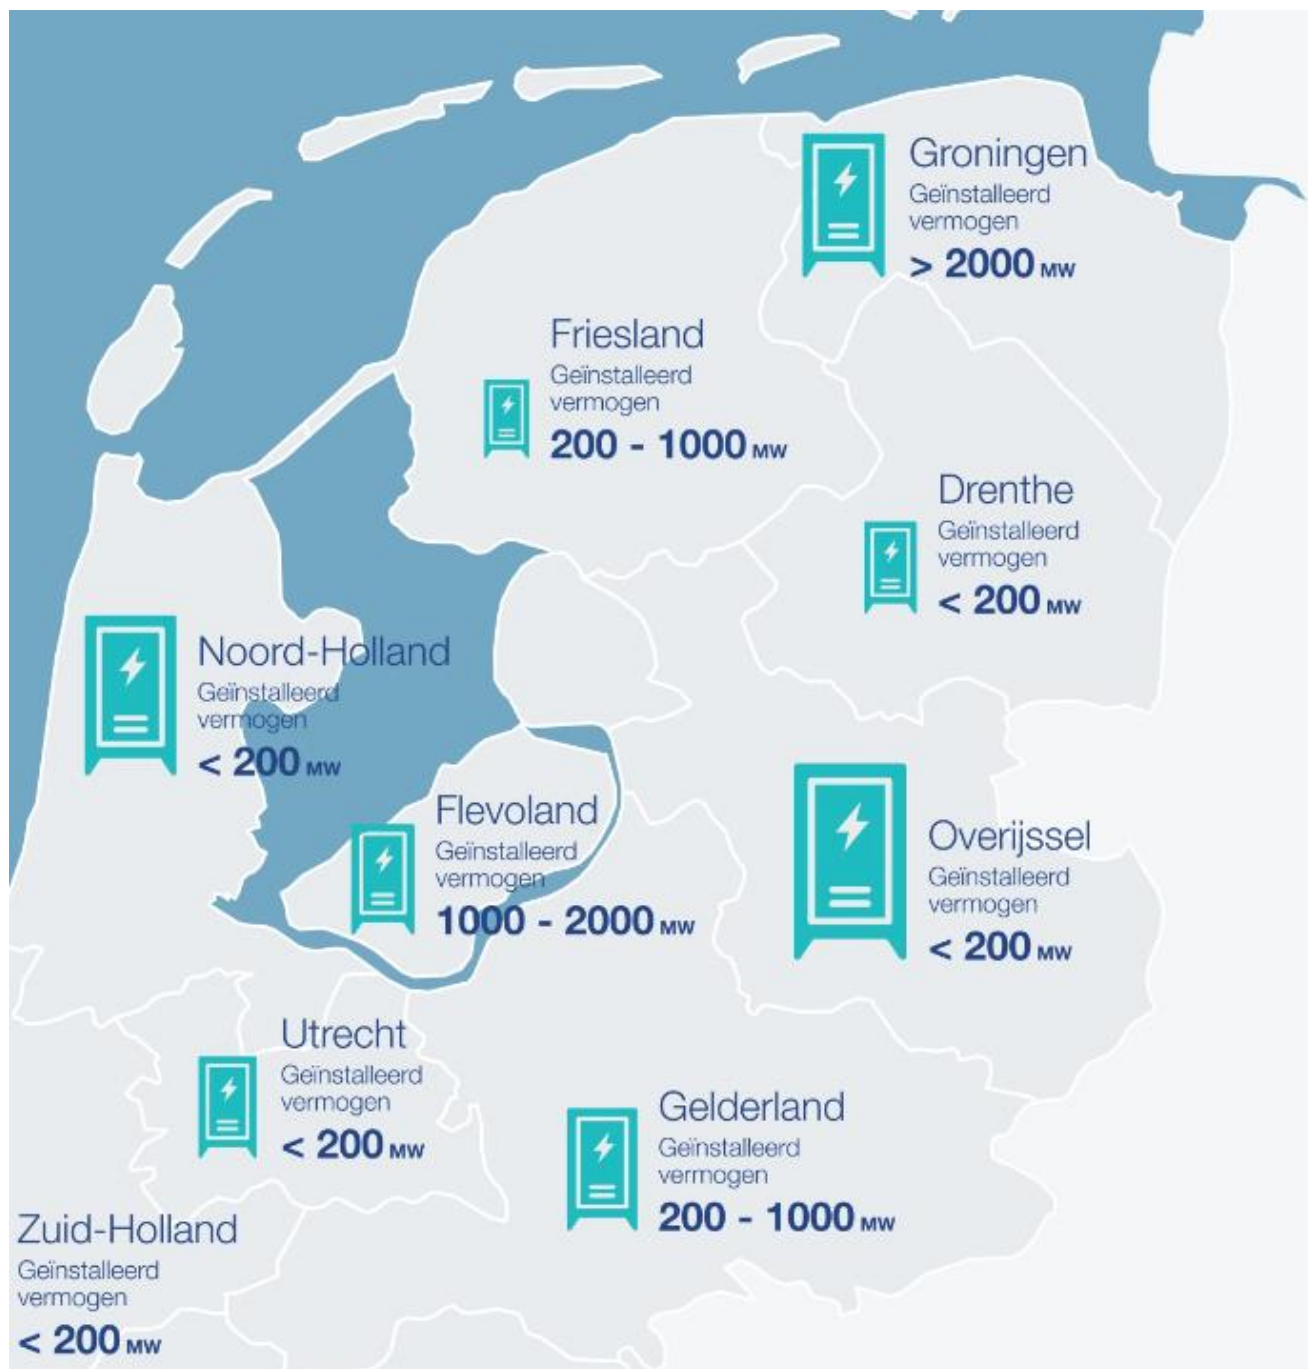 Groningen
Geïnstalleerd
vermogen
> 2000 MW
Friesland
Geïnstalleerd
vermogen
200 - 1000 MW
Drenthe
Geïnstalleerd
vermogen
< 200 MW
Noord-Holland
Geïnstalleerd
vermogen
< 200 MW
Flevoland
Geïnstalleerd
vermogen
1000 - 2000 MW
Overijssel
Geïnstalleerd
vermogen
< 200 MW
Utrecht
Geïnstalleerd
vermogen
< 200 MW
Gelderland
Geïnstalleerd
vermogen
200 - 1000 MW
Zuid-Holland
Geïnstalleerd
vermogen
< 200 MW